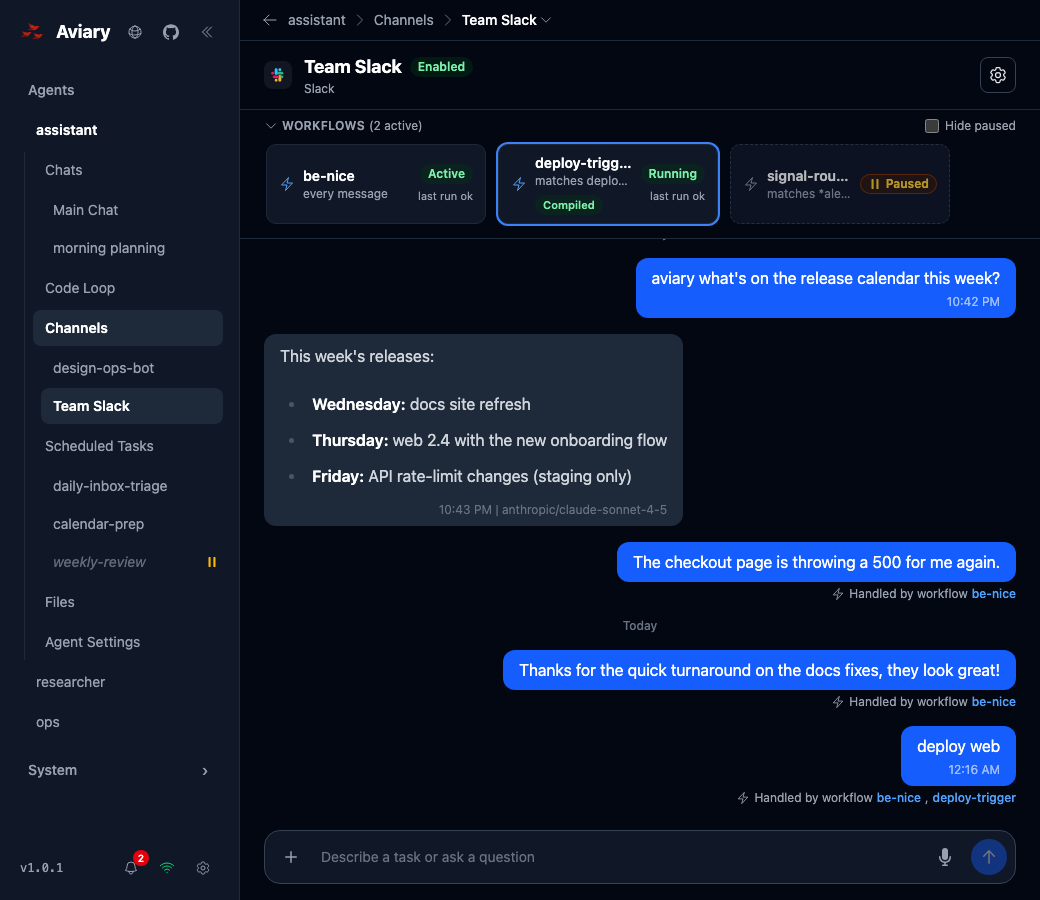 Aviary
Agents
assistant
Chats
Main Chat
morning planning
Code Loop
Channels
design-ops-bot
Team Slack
Scheduled Tasks
daily-inbox-triage
calendar-prep
weekly-review
Files
Agent Settings
researcher
ops
System
v1.0.1
2
assistant
Channels
Team Slack
Team Slack
Enabled
Slack
WORKFLOWS (2 active)
Hide paused
be-nice
every message
Active
last run ok
deploy-trigg...
matches deplo...
Compiled
Running
last run ok
signal-rou...
matches *ale...
Paused
aviary what's on the release calendar this week?
10:42 PM
This week's releases:
Wednesday: docs site refresh
Thursday: web 2.4 with the new onboarding flow
Friday: API rate-limit changes (staging only)
10:43 PM | anthropic/claude-sonnet-4-5
The checkout page is throwing a 500 for me again.
Handled by workflow be-nice
Today
Thanks for the quick turnaround on the docs fixes, they look great!
Handled by workflow be-nice
deploy web
12:16 AM
Handled by workflow be-nice , deploy-trigger
Describe a task or ask a question